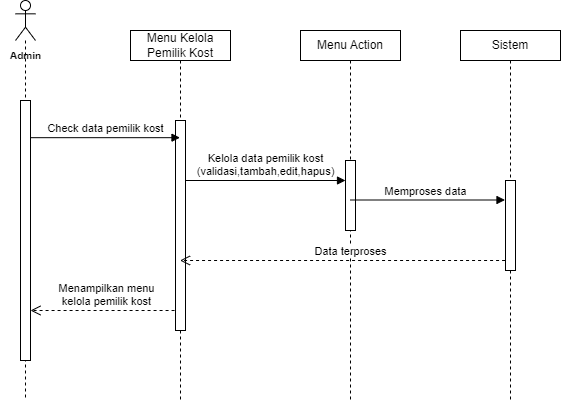 Admin
Menu Kelola
Pemilik Kost
Menu Action
Sistem
Check data pemilik kost
Kelola data pemilik kost
(validasi,tambah,edit,hapus)
Memproses data
Data terproses
Menampilkan menu
kelola pemilik kost